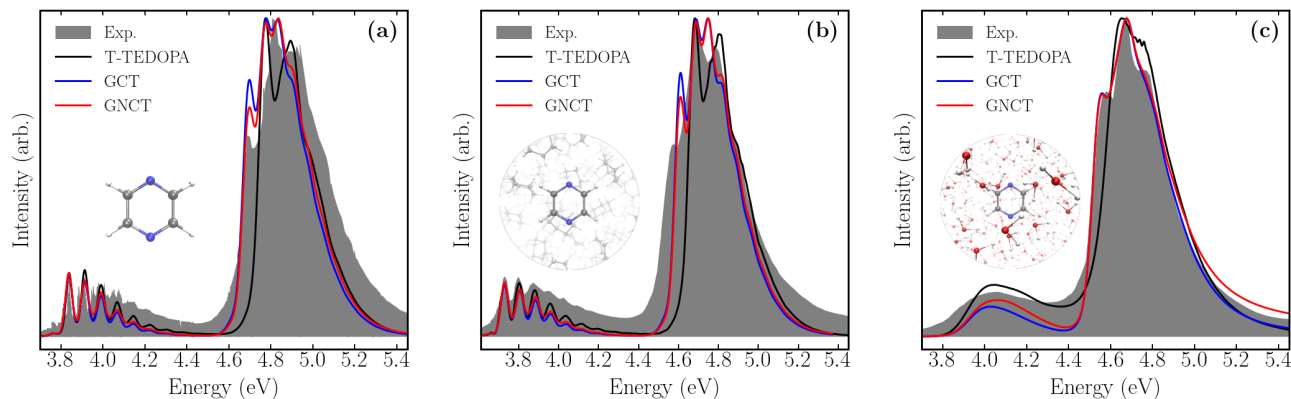 Intensity (arb.)
Exp.
T-TEDOPA
GCT
GNCT
(a)
3.8 4.0 4.2 4.4 4.6 4.8 5.0 5.2 5.4
Energy (eV)
Intensity (arb.)
Exp.
T-TEDOPA
GCT
GNCT
(b)
3.8 4.0 4.2 4.4 4.6 4.8 5.0 5.2 5.4
Energy (eV)
Intensity (arb.)
Exp.
T-TEDOPA
GCT
GNCT
(c)
3.8 4.0 4.2 4.4 4.6 4.8 5.0 5.2 5.4
Energy (eV)